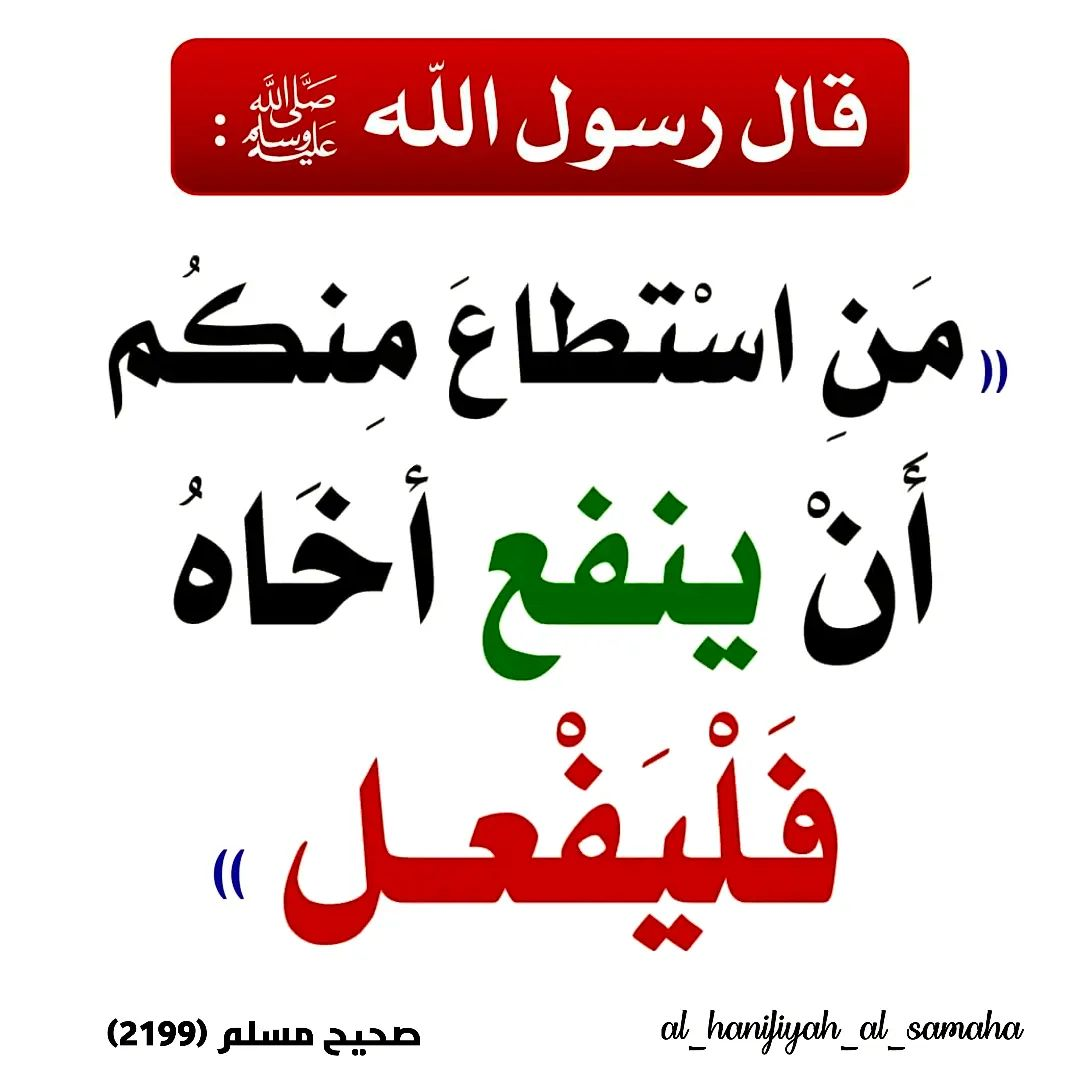 قال رسول الله ﷺ :
(( مَنِ اسْتطاعَ مِنكُم
أَنْ ينفع أخَاهُ
فَلْيَفْعل ))
صحيح مسلم (2199)
al_hanifiyah_al_samaha